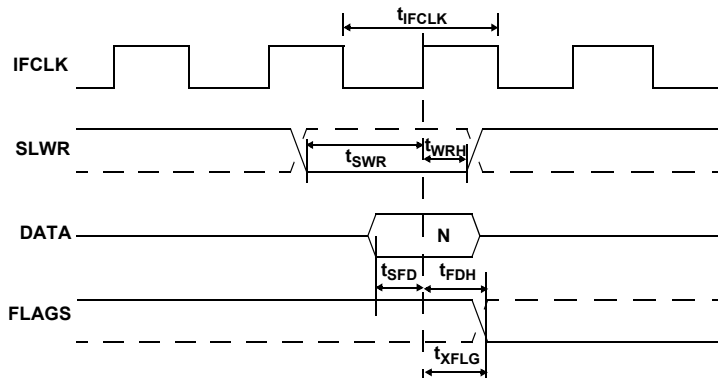 tIFCLK
IFCLK
SLWR
tSWR
tWRH
DATA
N
tSFD
tFDH
FLAGS
tXFLG